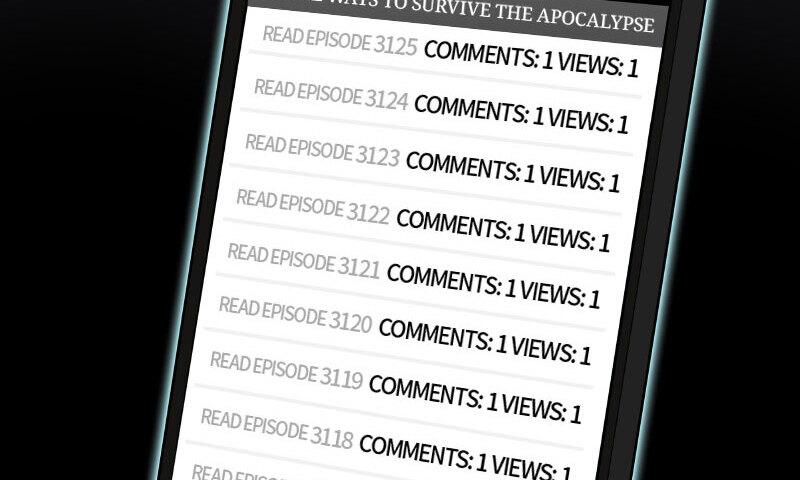 WAYS TO SURVIVE THE APOCALYPSE
READ EPISODE 3125 COMMENTS: 1 VIEWS: 1
READ EPISODE 3124 COMMENTS: 1 VIEWS: 1
READ EPISODE 3123 COMMENTS: 1 VIEWS: 1
READ EPISODE 3122 COMMENTS: 1 VIEWS: 1
READ EPISODE 3121 COMMENTS: 1 VIEWS: 1
READ EPISODE 3120 COMMENTS: 1 VIEWS: 1
READ EPISODE 3119 COMMENTS: 1 VIEWS: 1
READ EPISODE 3118 COMMENTS: 1 VIEWS: 1
READ EPISODE